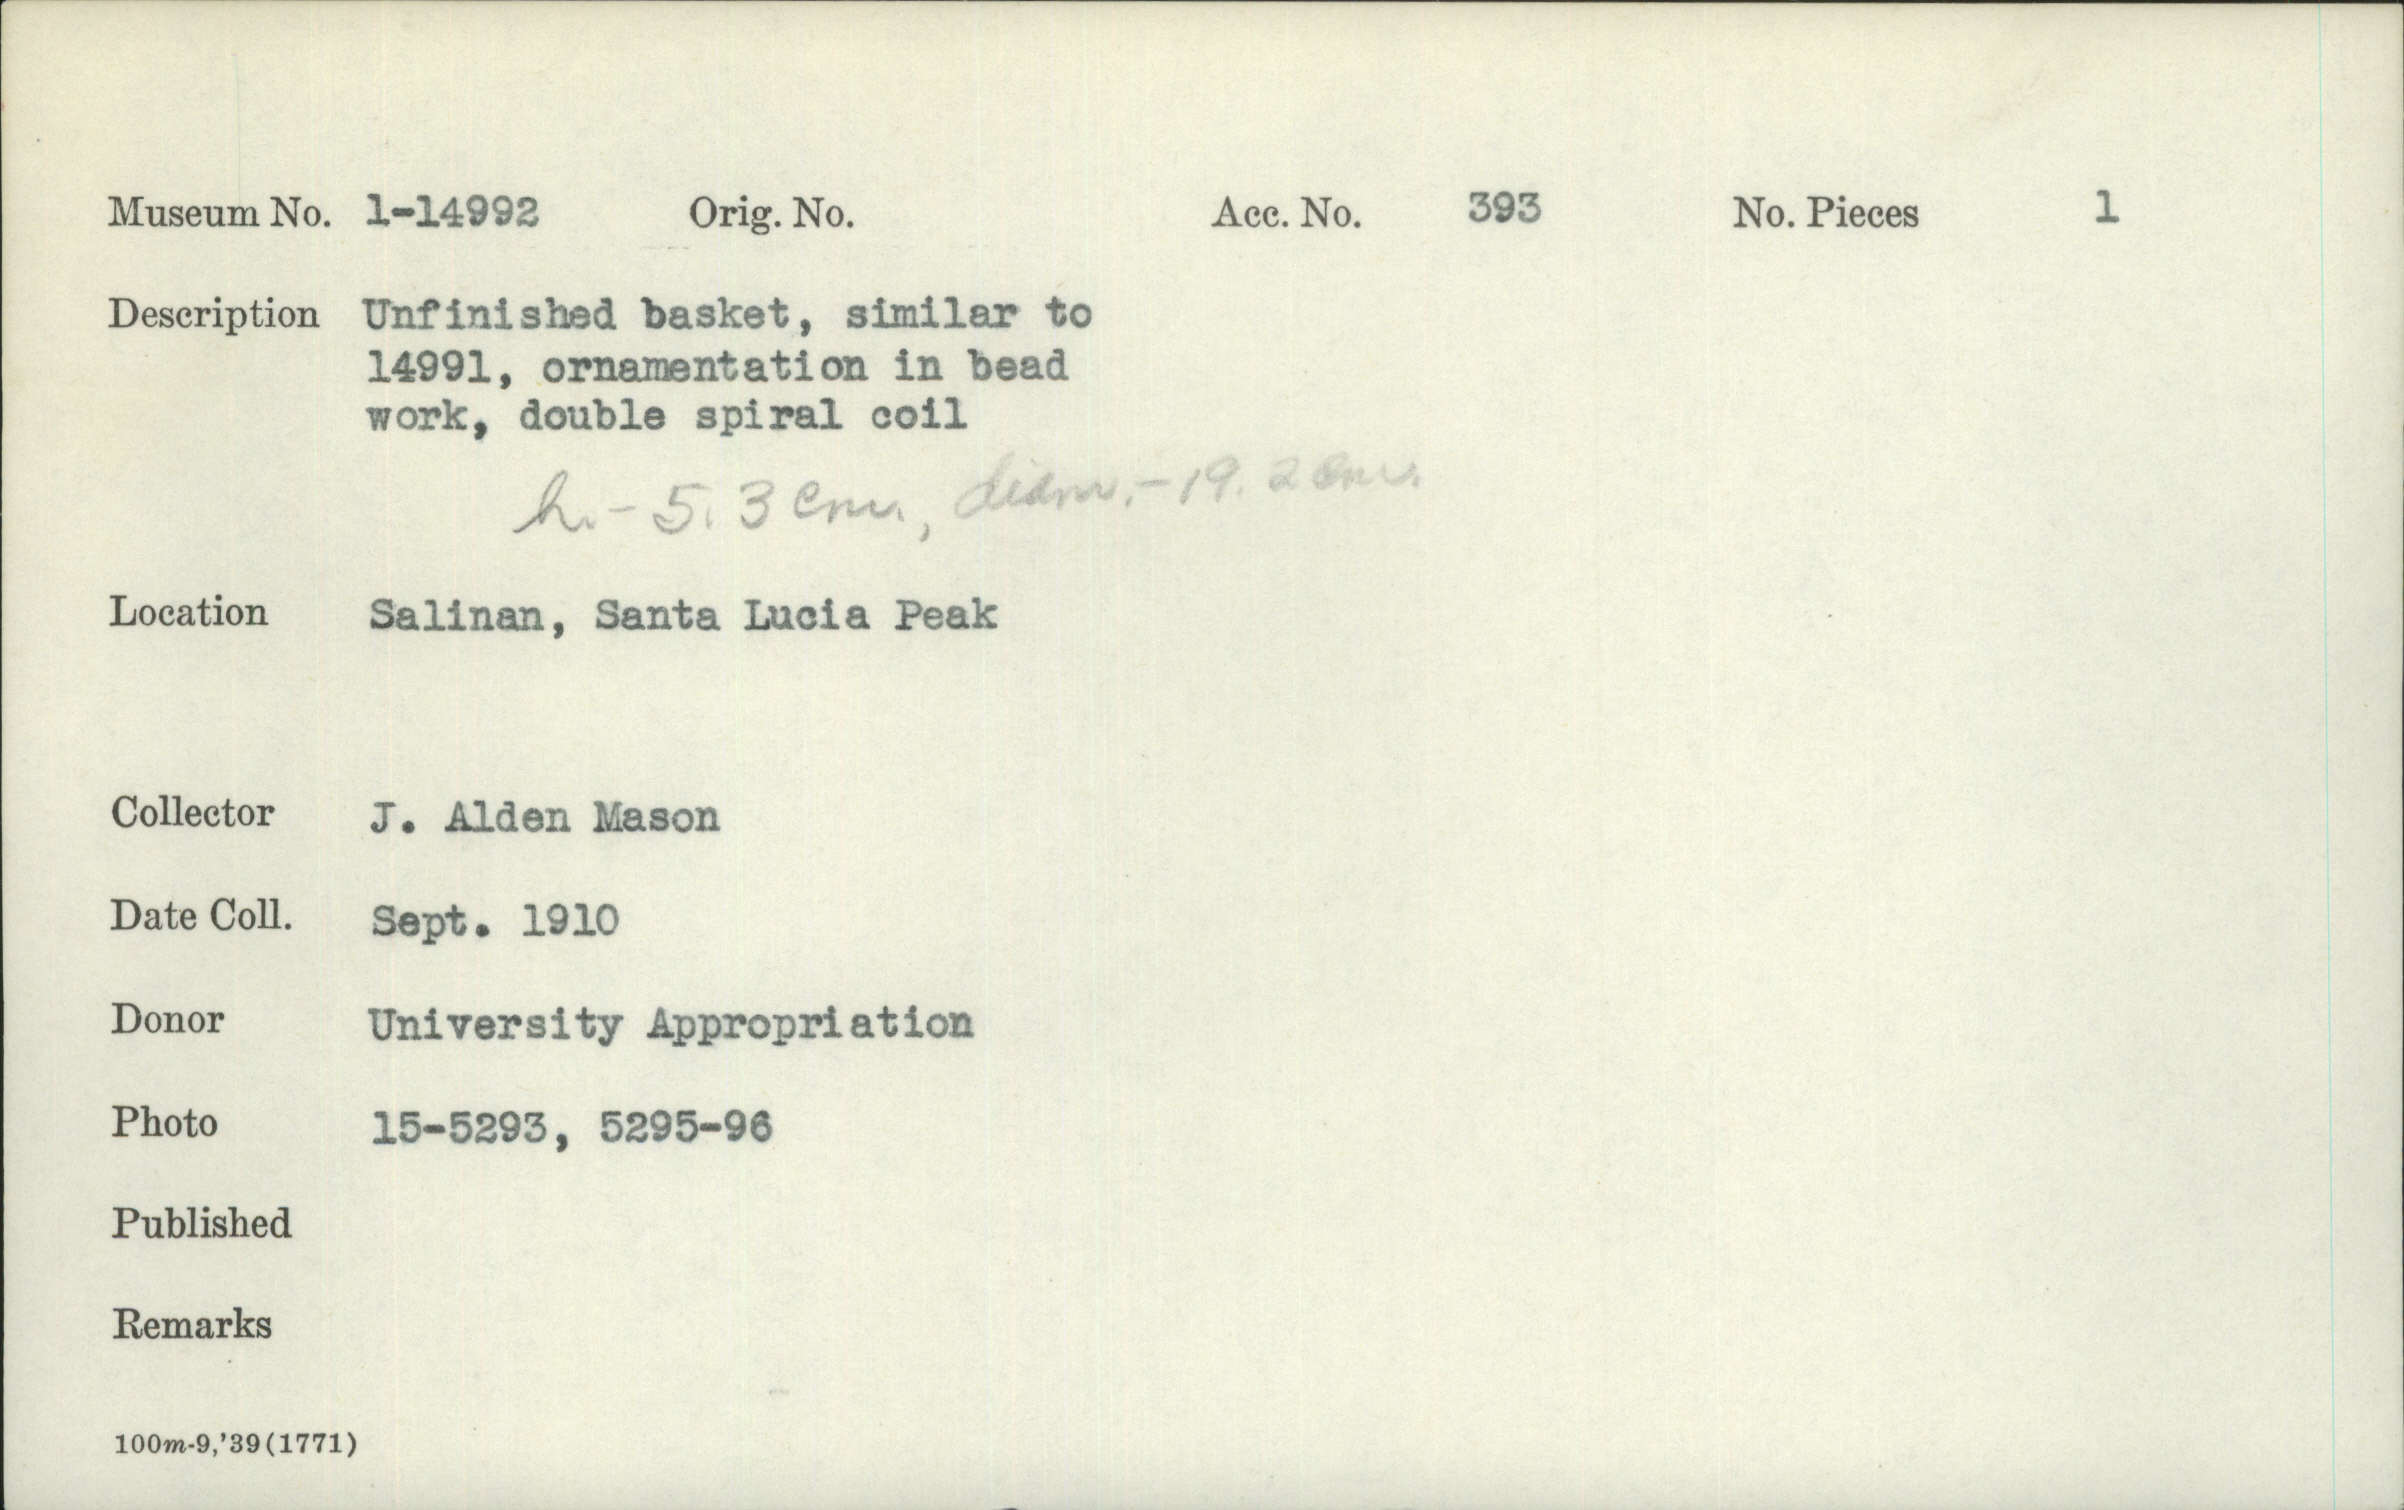 Museum No. 1-14992 Orig. No. Acc. No. 393 No. Pieces 1
Description Unfinished basket, similar to
14991, ornamentation in bead
work, double spiral coil
h.- 5.3 cm., diam.- 19.2 cm.
Location Salinan, Santa Lucia Peak
Collector J. Alden Mason
Date Coll. Sept. 1910
Donor University Appropriation
Photo 15-5293, 5295-96
Published
Remarks
100m-9,'39(1771)